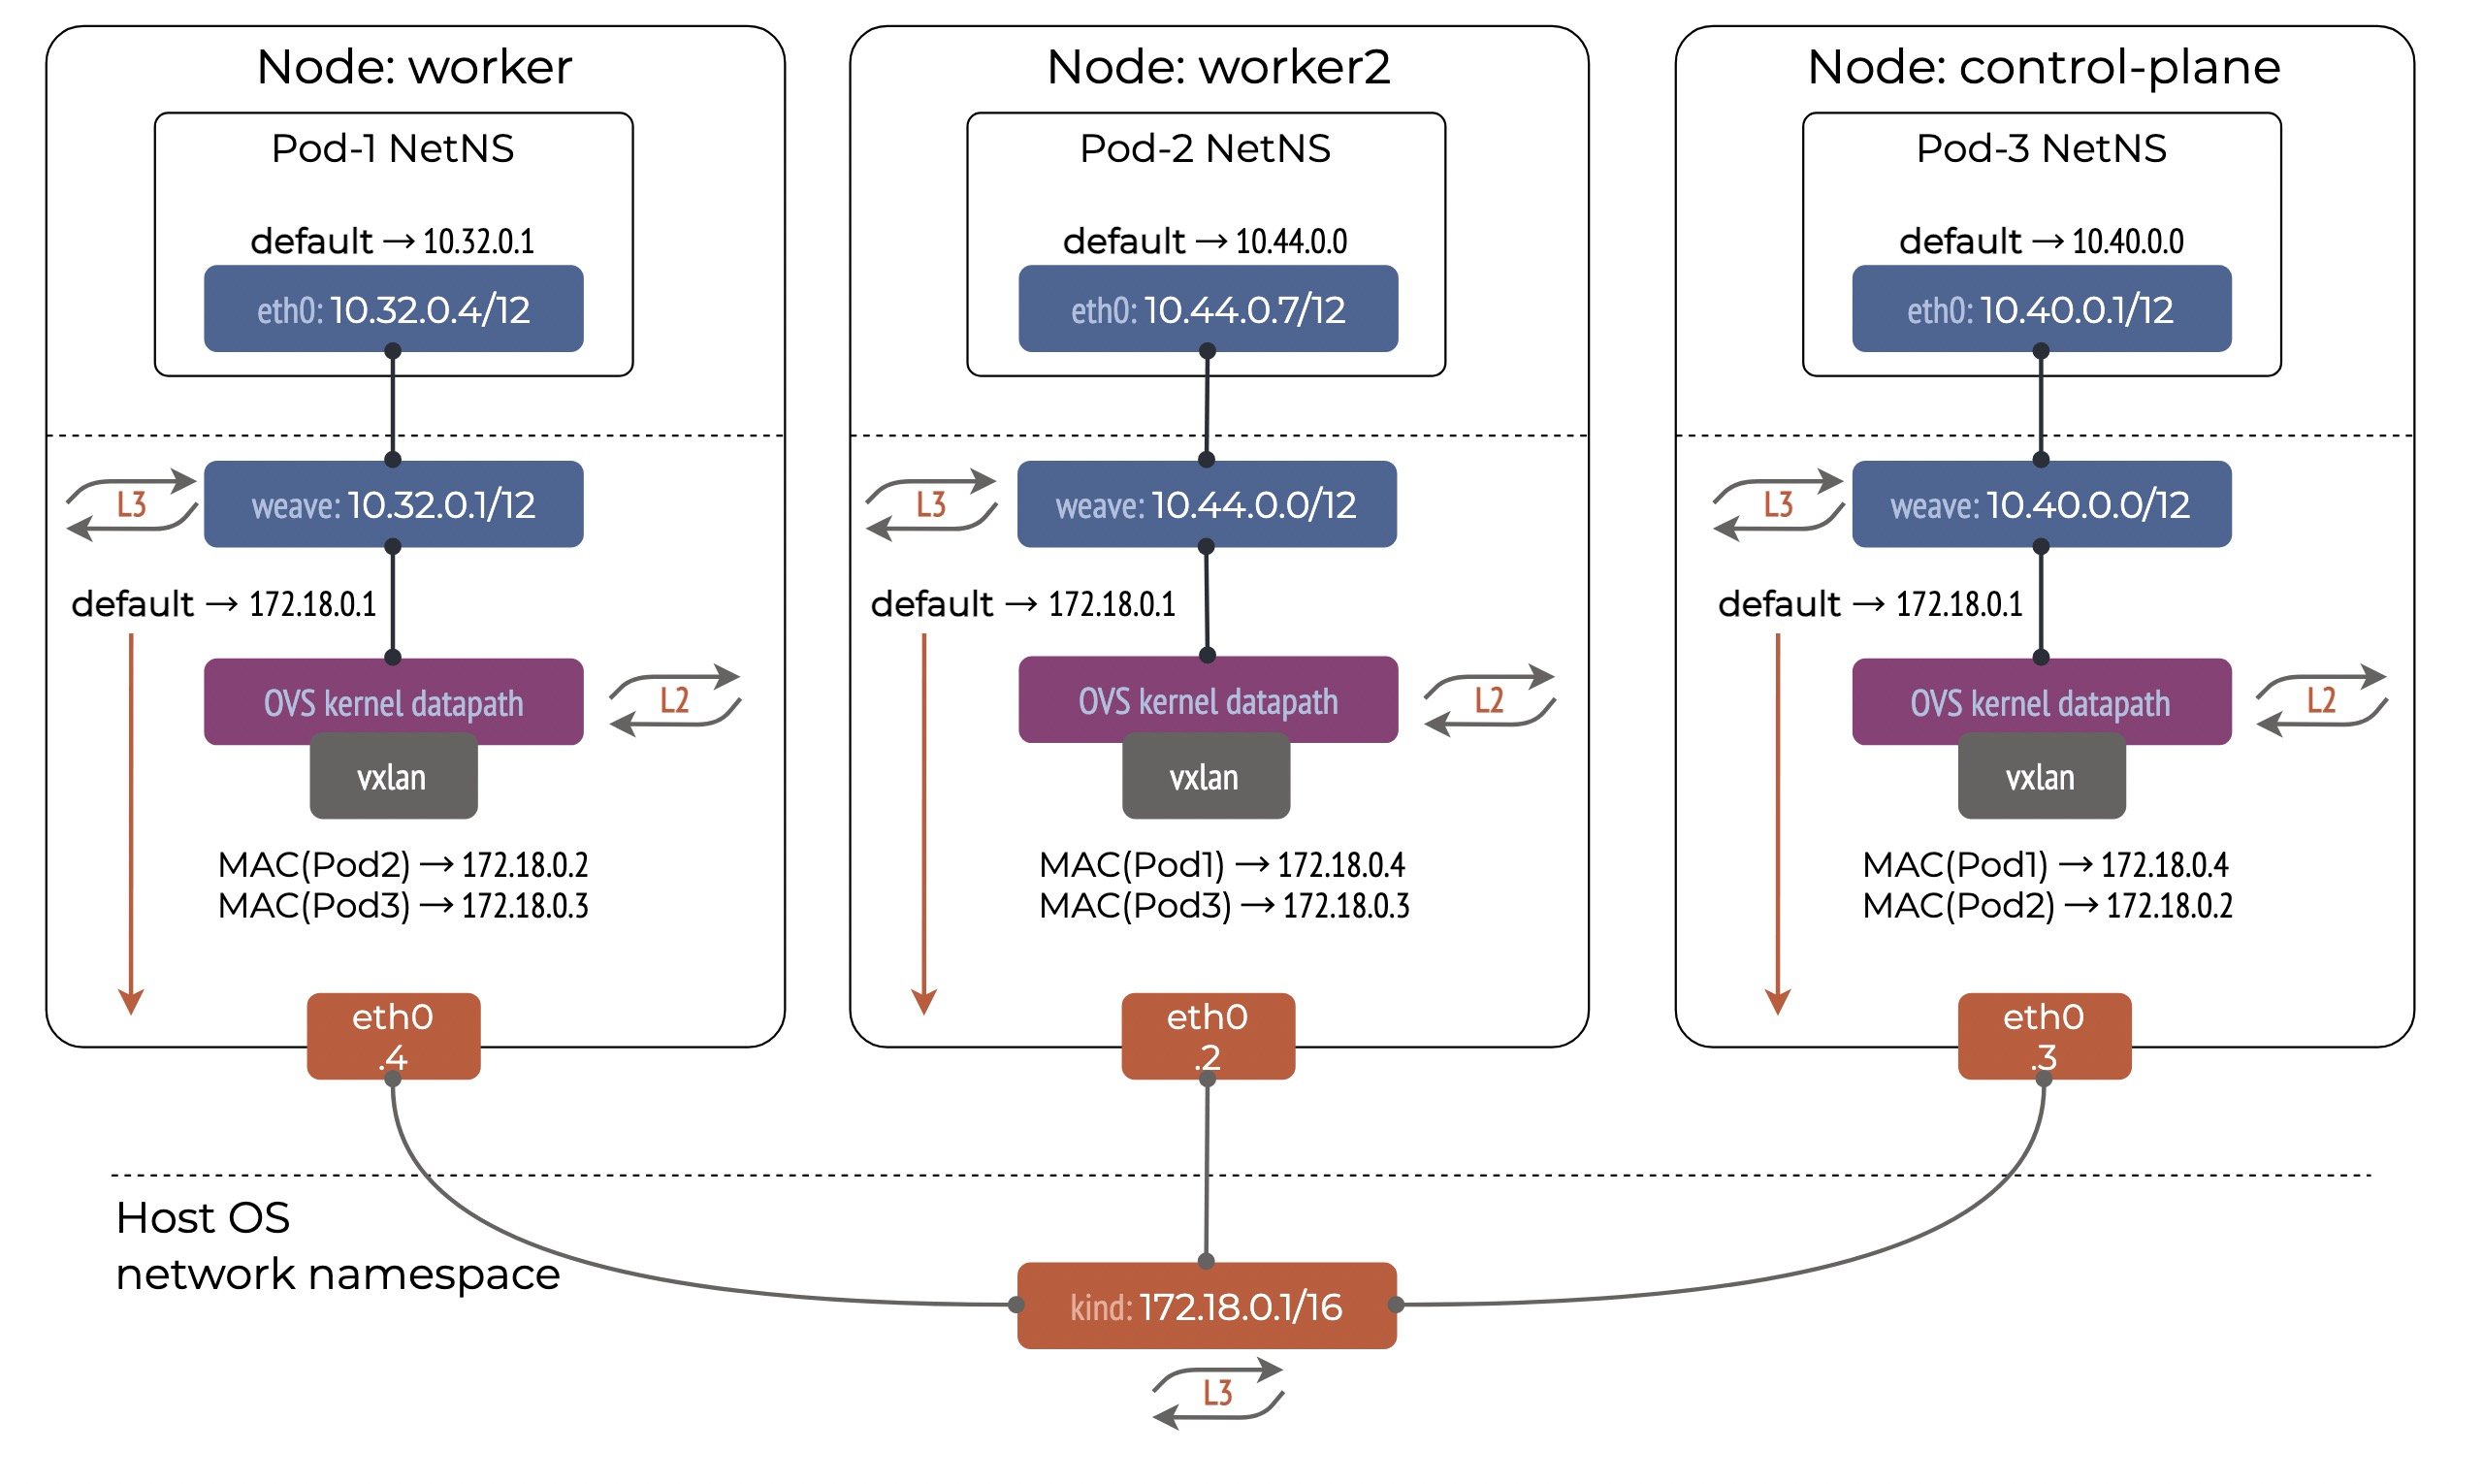 Node: worker
Pod-1 NetNS
default → 10.32.0.1
eth0: 10.32.0.4/12
L3
weave: 10.32.0.1/12
default → 172.18.0.1
OVS kernel datapath
L2
vxlan
MAC(Pod2) → 172.18.0.2
MAC(Pod3) → 172.18.0.3
eth0
.4
Node: worker2
Pod-2 NetNS
default → 10.44.0.0
eth0: 10.44.0.7/12
L3
weave: 10.44.0.0/12
default → 172.18.0.1
OVS kernel datapath
L2
vxlan
MAC(Pod1) → 172.18.0.4
MAC(Pod3) → 172.18.0.3
eth0
.2
Node: control-plane
Pod-3 NetNS
default → 10.40.0.0
eth0: 10.40.0.1/12
L3
weave: 10.40.0.0/12
default → 172.18.0.1
OVS kernel datapath
L2
vxlan
MAC(Pod1) → 172.18.0.4
MAC(Pod2) → 172.18.0.2
eth0
.3
Host OS
network namespace
kind: 172.18.0.1/16
L3